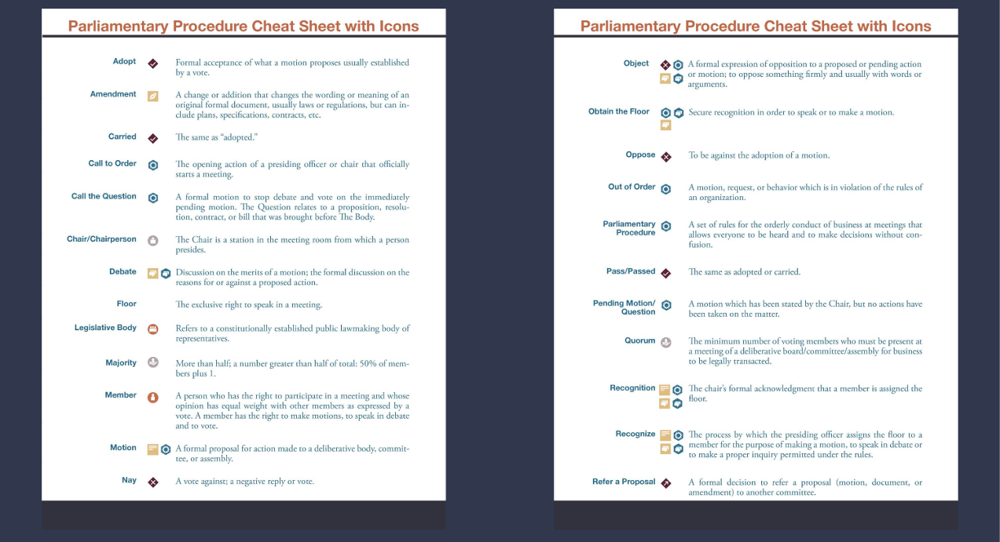 Parliamentary Procedure Cheat Sheet with Icons
Adopt
Formal acceptance of what a motion proposes usually established
by a vote.
Amendment
A change or addition that changes the wording or meaning of an
original formal document, usually laws or regulations, but can in-
clude plans, specifications, contracts, etc.
Carried
The same as “adopted.”
Call to Order
The opening action of a presiding officer or chair that officially
starts a meeting.
Call the Question
A formal motion to stop debate and vote on the immediately
pending motion. The Question relates to a proposition, resolu-
tion, contract, or bill that was brought before The Body.
Chair/Chairperson
The Chair is a station in the meeting room from which a person
presides.
Debate
Discussion on the merits of a motion; the formal discussion on the
reasons for or against a proposed action.
Floor
The exclusive right to speak in a meeting.
Legislative Body
Refers to a constitutionally established public lawmaking body of
representatives.
Majority
More than half; a number greater than half of total: 50% of mem-
bers plus 1.
Member
A person who has the right to participate in a meeting and whose
opinion has equal weight with other members as expressed by a
vote. A member has the right to make motions, to speak in debate
and to vote.
Motion
A formal proposal for action made to a deliberative body, commit-
tee, or assembly.
Nay
A vote against; a negative reply or vote.
Parliamentary Procedure Cheat Sheet with Icons
Object
A formal expression of opposition to a proposed or pending action
or motion; to oppose something firmly and usually with words or
arguments.
Obtain the Floor
Secure recognition in order to speak or to make a motion.
Oppose
To be against the adoption of a motion.
Out of Order
A motion, request, or behavior which is in violation of the rules of
an organization.
Parliamentary
Procedure
A set of rules for the orderly conduct of business at meetings that
allows everyone to be heard and to make decisions without con-
fusion.
Pass/Passed
The same as adopted or carried.
Pending Motion/
Question
A motion which has been stated by the Chair, but no actions have
been taken on the matter.
Quorum
The minimum number of voting members who must be present at
a meeting of a deliberative board/committee/assembly for business
to be legally transacted.
Recognition
The chair’s formal acknowledgment that a member is assigned the
floor.
Recognize
The process by which the presiding officer assigns the floor to a
member for the purpose of making a motion, to speak in debate or
to make a proper inquiry permitted under the rules.
Refer a Proposal
A formal decision to refer a proposal (motion, document, or
amendment) to another committee.